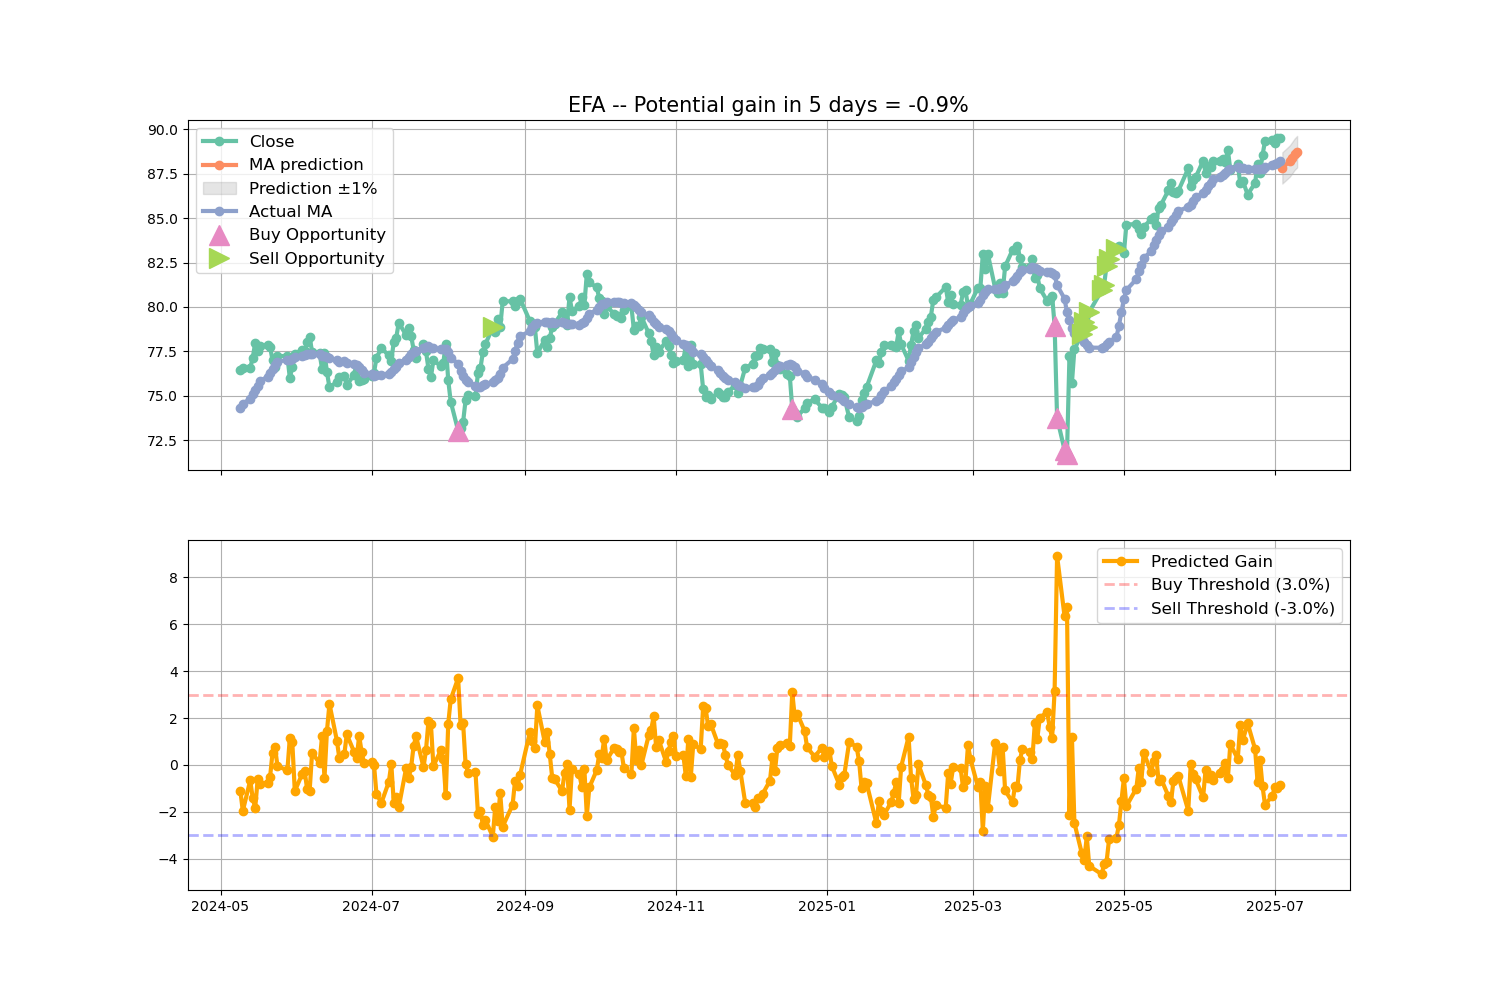 EFA -- Potential gain in 5 days = -0.9%
90.0
87.5
85.0
82.5
80.0
77.5
75.0
72.5
Close
MA prediction
Prediction ±1%
Actual MA
Buy Opportunity
Sell Opportunity
8
6
4
2
0
−2
−4
Predicted Gain
Buy Threshold (3.0%)
Sell Threshold (-3.0%)
2024-05 2024-07 2024-09 2024-11 2025-01 2025-03 2025-05 2025-07